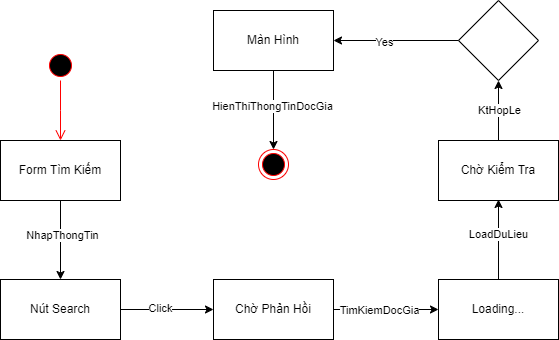 Màn Hình
Yes
HienThiThongTinDocGia
KtHopLe
Form Tìm Kiếm
Chờ Kiểm Tra
NhapThongTin
LoadDuLieu
Nút Search
Click
Chờ Phản Hồi
TimKiemDocGia
Loading...